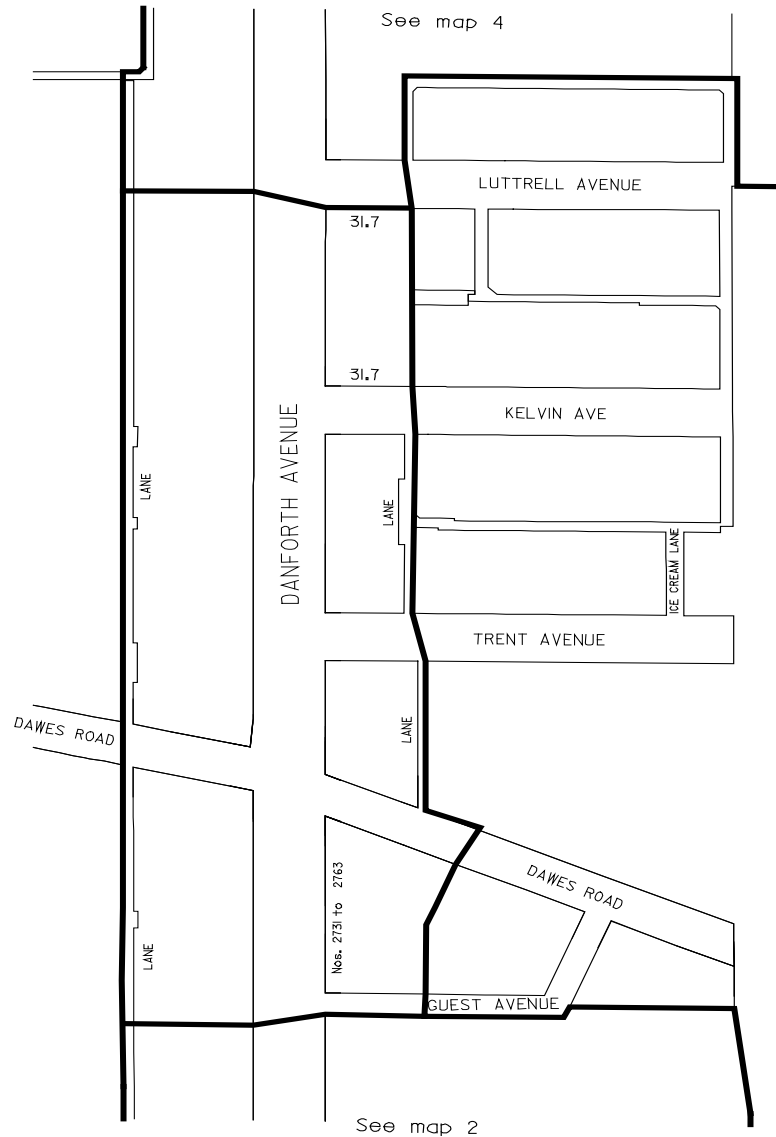 See map 4
LUTTRELL AVENUE
31.7
31.7
KELVIN AVE
DANFORTH AVENUE
LANE
LANE
ICE CREAM LANE
TRENT AVENUE
LANE
DAWES ROAD
DAWES ROAD
Nos. 2731 to 2763
LANE
GUEST AVENUE
See map 2